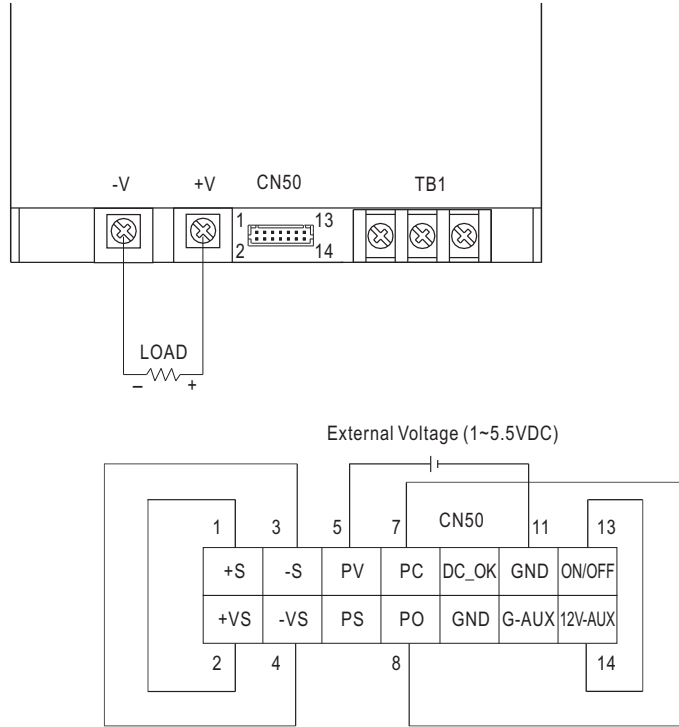 -V +V CN50 TB1
1 13
2 14
LOAD
– +
External Voltage (1~5.5VDC)
1 3 5 7 CN50 11 13
+S -S PV PC DC_OK GND ON/OFF
+VS -VS PS PO GND G-AUX 12V-AUX
2 4 8 14